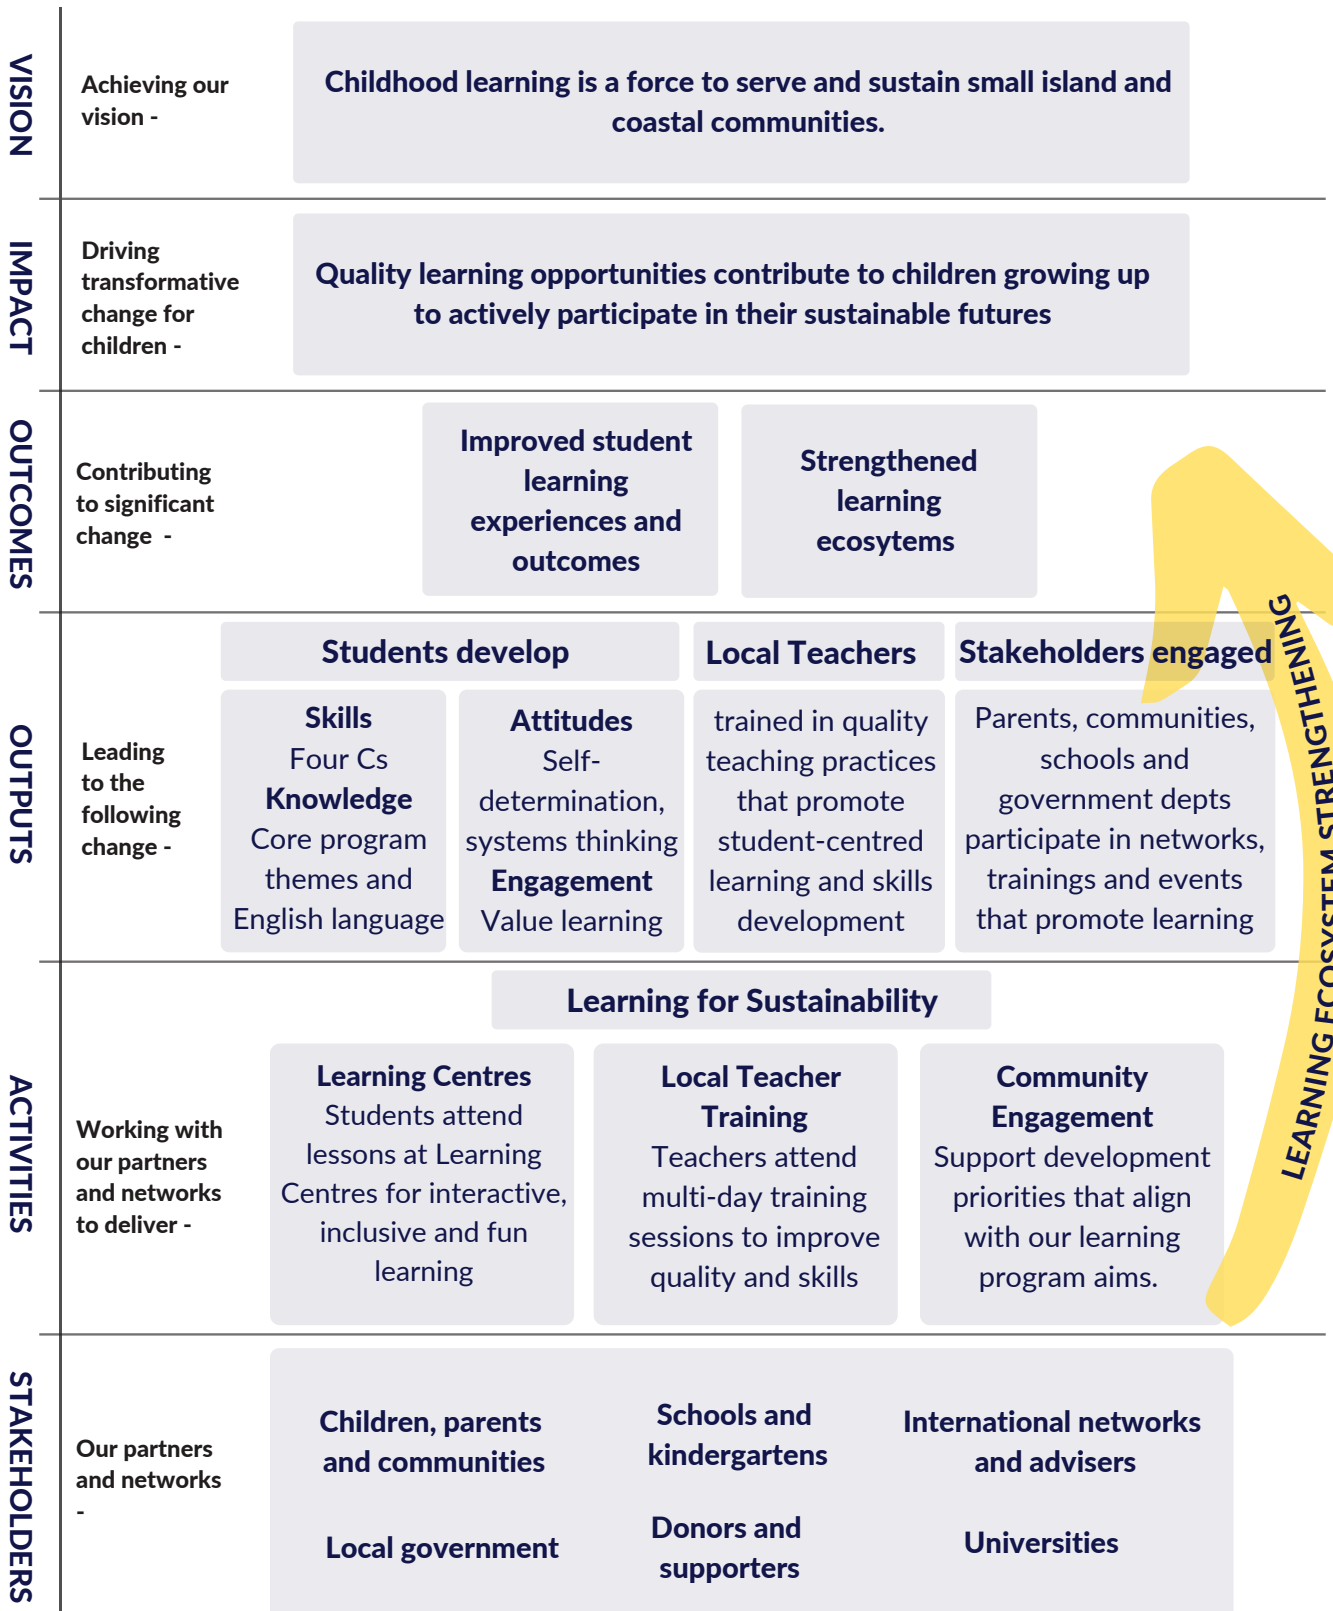 VISION
Achieving our
vision -
Childhood learning is a force to serve and sustain small island and
coastal communities.
IMPACT
Driving
transformative
change for
children -
Quality learning opportunities contribute to children growing up
to actively participate in their sustainable futures
OUTCOMES
Contributing
to significant
change -
Improved student
learning
experiences and
outcomes
Strengthened
learning
ecosytems
OUTPUTS
Leading
to the
following
change -
Students develop
Skills
Four Cs
Knowledge
Core program
themes and
English language
Attitudes
Self-
determination,
systems thinking
Engagement
Value learning
Local Teachers
trained in quality
teaching practices
that promote
student-centred
learning and skills
development
Stakeholders engaged
Parents, communities,
schools and
government depts
participate in networks,
trainings and events
that promote learning
LEARNING ECOSYSTEM STRENGTHENING
ACTIVITIES
Working with
our partners
and networks
to deliver -
Learning for Sustainability
Learning Centres
Students attend
lessons at Learning
Centres for interactive,
inclusive and fun
learning
Local Teacher
Training
Teachers attend
multi-day training
sessions to improve
quality and skills
Community
Engagement
Support development
priorities that align
with our learning
program aims.
STAKEHOLDERS
Our partners
and networks
-
Children, parents
and communities
Schools and
kindergartens
International networks
and advisers
Local government
Donors and
supporters
Universities